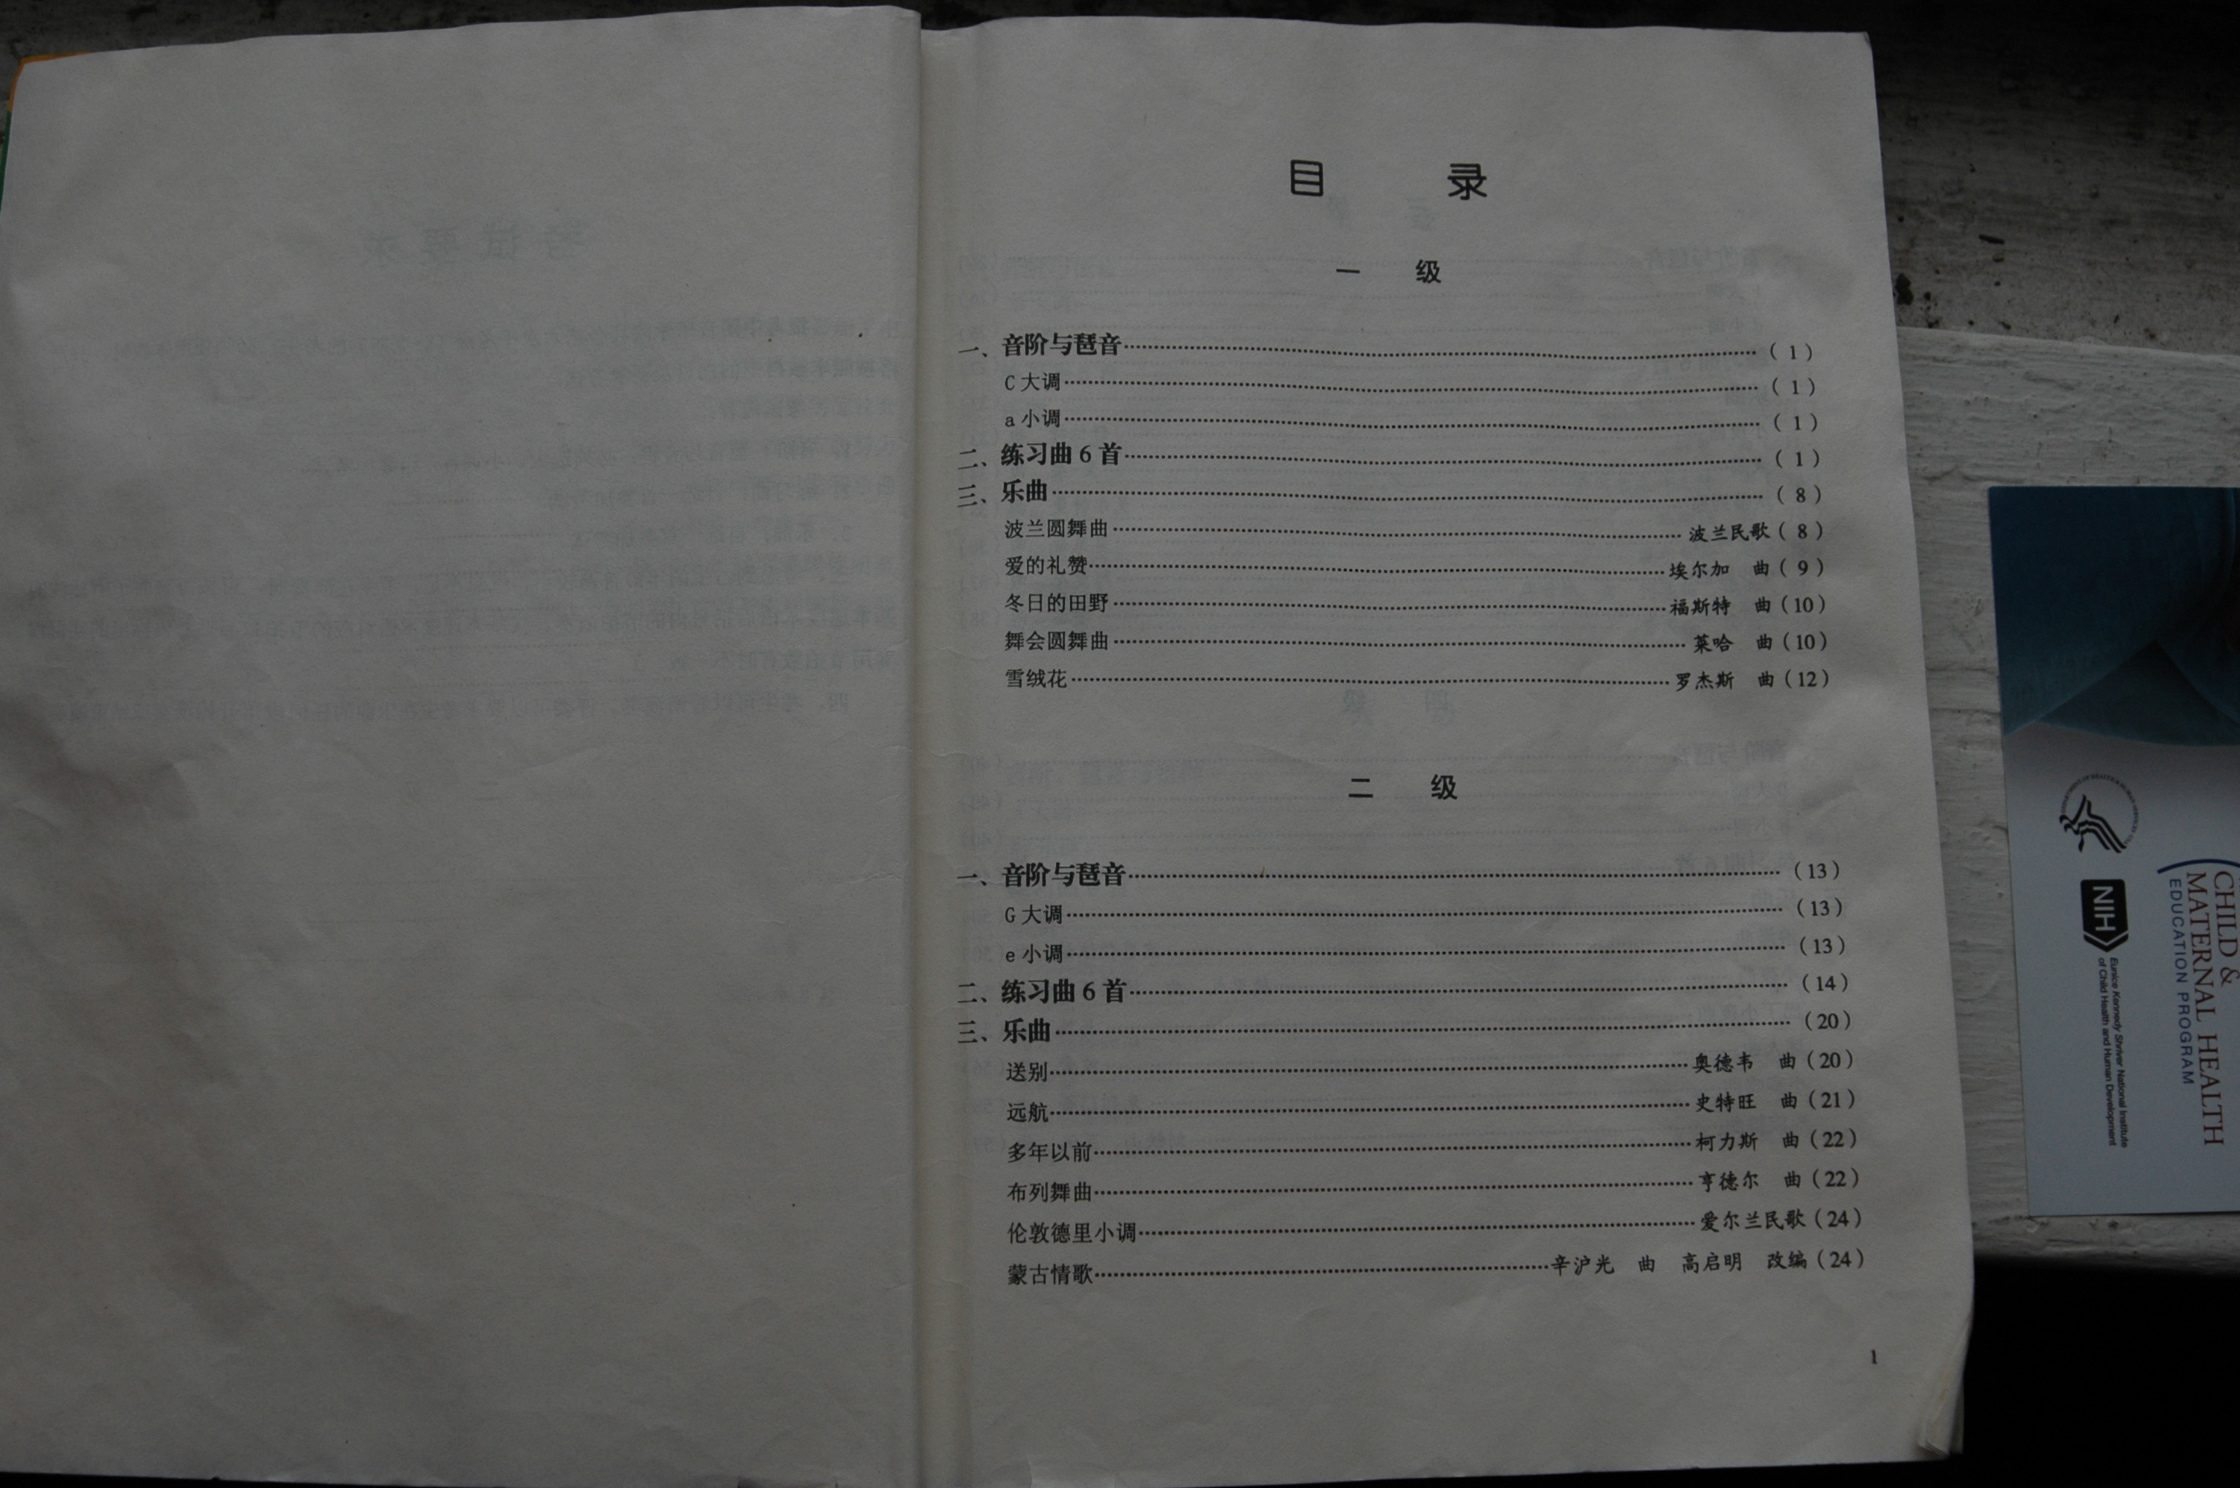 目 录
一 级
一、音阶与琶音……(1)
C大调……(1)
a小调……(1)
二、练习曲6首……(1)
三、乐曲……(8)
波兰圆舞曲……波兰民歌(8)
爱的礼赞……埃尔加 曲(9)
冬日的田野……福斯特 曲(10)
舞会圆舞曲……莱哈 曲(10)
雪绒花……罗杰斯 曲(12)
二 级
一、音阶与琶音……(13)
G大调……(13)
e小调……(13)
二、练习曲6首……(14)
三、乐曲……(20)
送别……奥德韦 曲(20)
远航……史特旺 曲(21)
多年以前……柯力斯 曲(22)
布列舞曲……亨德尔 曲(22)
伦敦德里小调……爱尔兰民歌(24)
蒙古情歌……辛沪光 曲 高启明 改编(24)
1
CHILD &
MATERNAL HEALTH
EDUCATION PROGRAM
NIH
Eunice Kennedy Shriver National Institute
of Child Health and Human Development